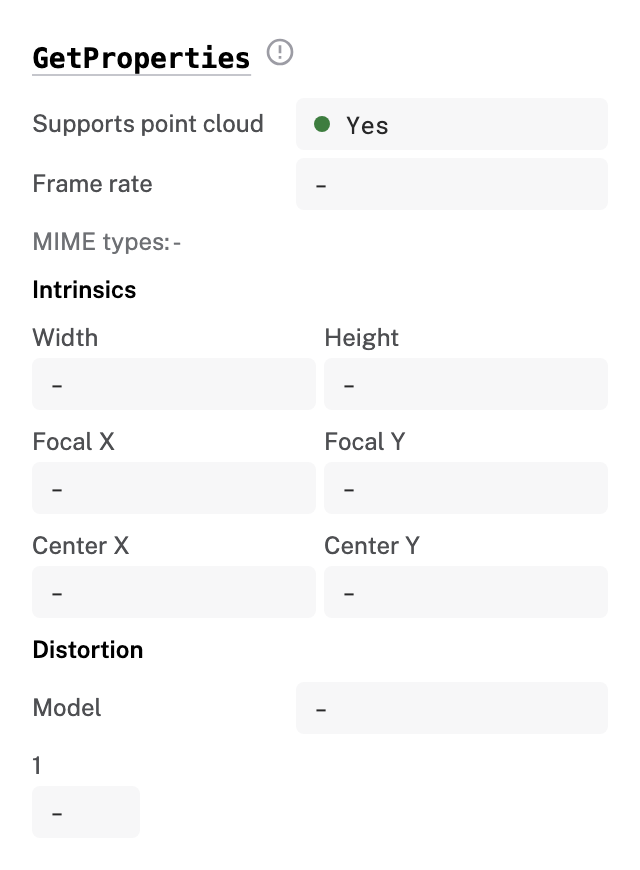 GetProperties
Supports point cloud Yes
Frame rate -
MIME types: -
Intrinsics
Width Height
- -
Focal X Focal Y
- -
Center X Center Y
- -
Distortion
Model -
1
-